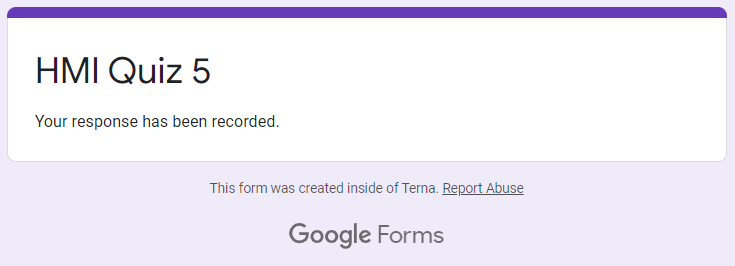 HMI Quiz 5
Your response has been recorded.
This form was created inside of Terna. Report Abuse
Google Forms